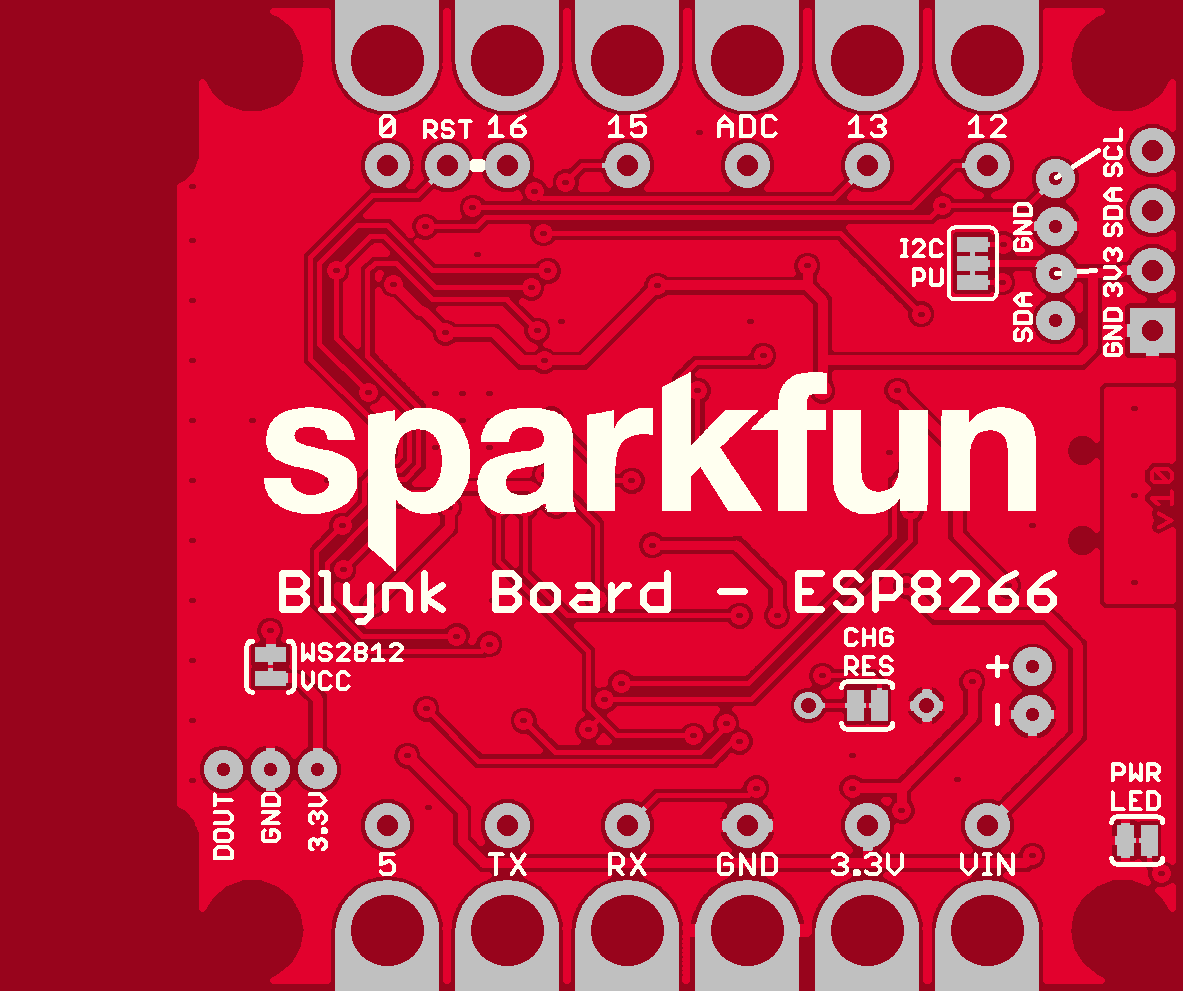 0 RST 16 15 ADC 13 12
SCL
SDA
3V3
GND
GND
SDA
I2C
PU
sparkfun
v10
Blynk Board - ESP8266
CHG
RES
WS2812
VCC
+
-
PWR
LED
DOUT
GND
3.3V
5 TX RX GND 3.3V VIN